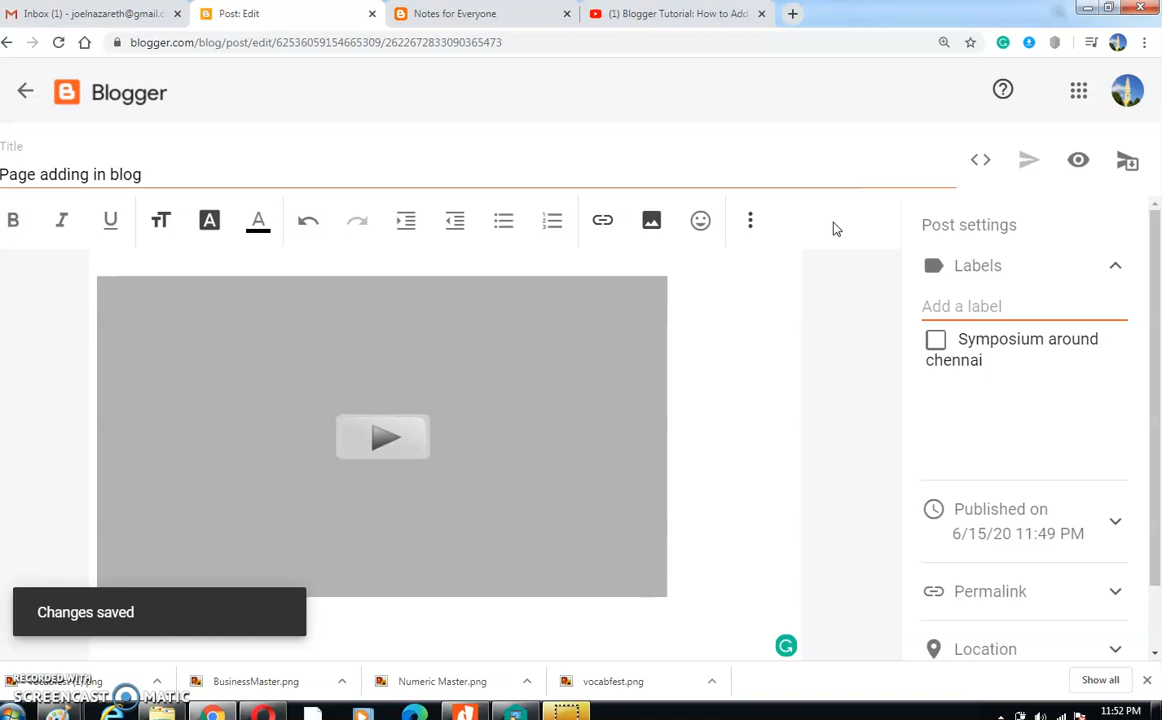 Inbox (1) - joelnazareth@gmail.c
Post: Edit
Notes for Everyone
(1) Blogger Tutorial: How to Add
blogger.com/blog/post/edit/62536059154665309/2622672833090365473
Blogger
Title
Page adding in blog
Post settings
Labels
Add a label
Symposium around
chennai
Published on
6/15/20 11:49 PM
Permalink
Location
Changes saved
BusinessMaster.png
Numeric Master.png
vocabfest.png
Show all
RECORDED WITH
SCREENCAST MATIC
11:52 PM